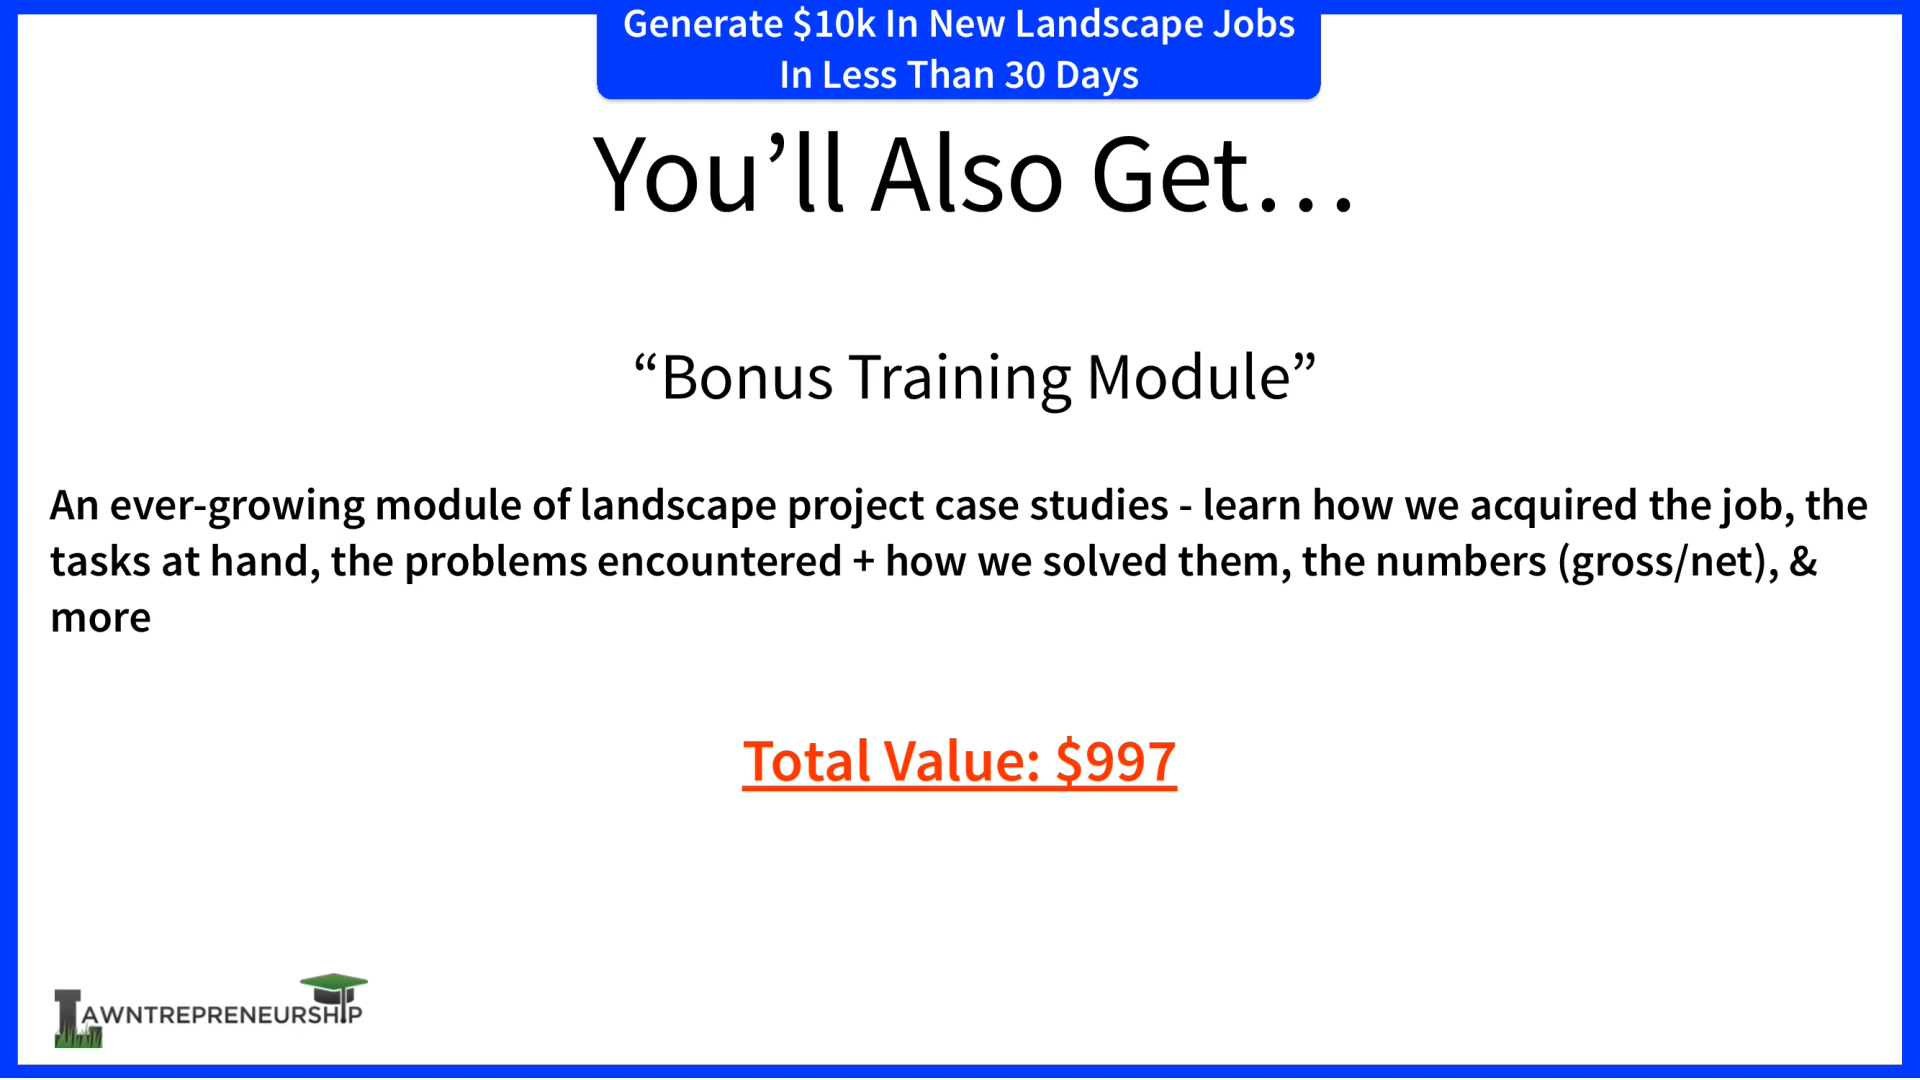 Generate $10k In New Landscape Jobs
In Less Than 30 Days
You’ll Also Get…
“Bonus Training Module”
An ever-growing module of landscape project case studies - learn how we acquired the job, the
tasks at hand, the problems encountered + how we solved them, the numbers (gross/net), &
more
Total Value: $997
LAWNTREPRENEURSHIP